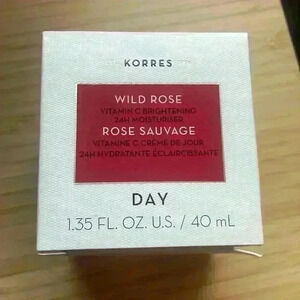 KORRES
WILD ROSE
VITAMIN C BRIGHTENING
24H MOISTURISER
ROSE SAUVAGE
VITAMINE C CRÈME DE JOUR
24H HYDRATANTE ÉCLAIRCISSANTE
DAY
1.35 FL. OZ. U.S. / 40 mL